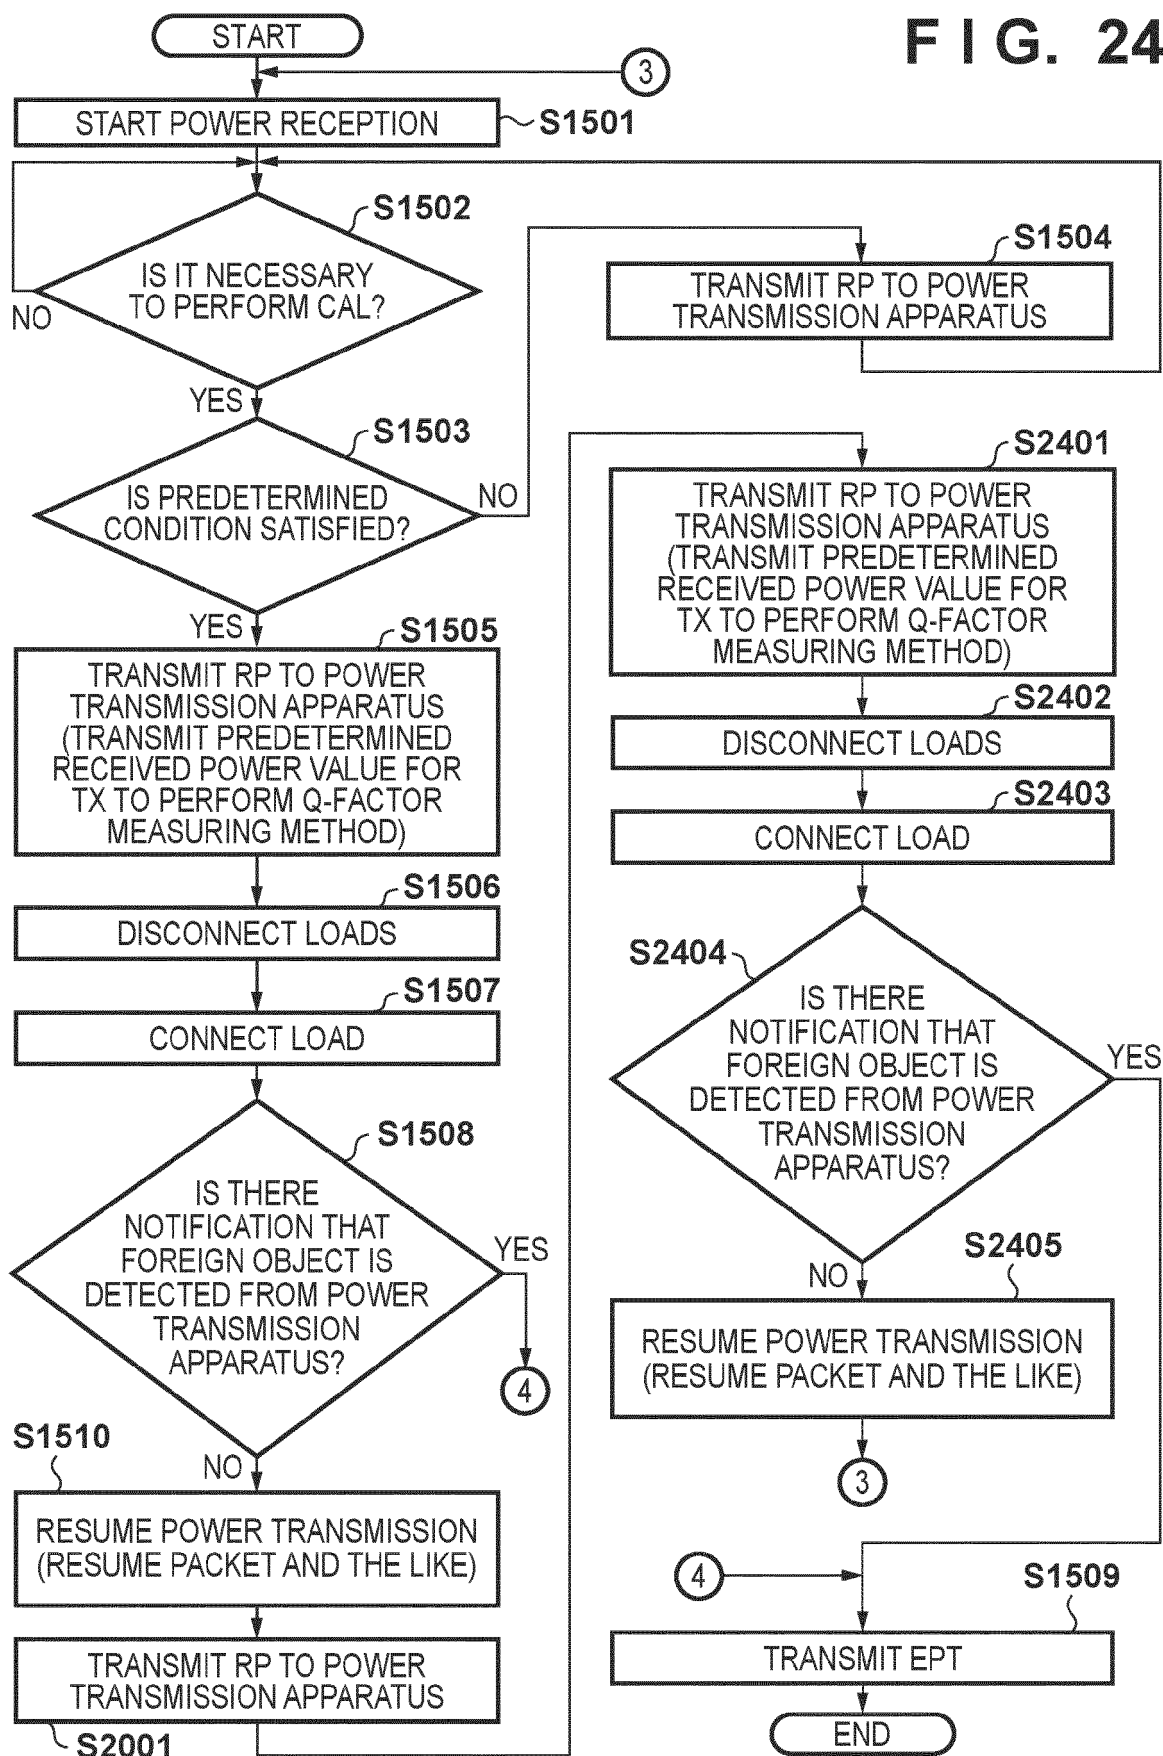 FIG. 24
START
3
START POWER RECEPTION
S1501
S1502
IS IT NECESSARY
TO PERFORM CAL?
NO
YES
S1503
IS PREDETERMINED
CONDITION SATISFIED?
NO
YES
S1504
TRANSMIT RP TO POWER
TRANSMISSION APPARATUS
S1505
TRANSMIT RP TO POWER
TRANSMISSION APPARATUS
(TRANSMIT PREDETERMINED
RECEIVED POWER VALUE FOR
TX TO PERFORM Q-FACTOR
MEASURING METHOD)
S1506
DISCONNECT LOADS
S1507
CONNECT LOAD
S1508
IS THERE
NOTIFICATION THAT
FOREIGN OBJECT IS
DETECTED FROM POWER
TRANSMISSION
APPARATUS?
YES
4
NO
S1510
RESUME POWER TRANSMISSION
(RESUME PACKET AND THE LIKE)
TRANSMIT RP TO POWER
TRANSMISSION APPARATUS
S2001
S2401
TRANSMIT RP TO POWER
TRANSMISSION APPARATUS
(TRANSMIT PREDETERMINED
RECEIVED POWER VALUE FOR
TX TO PERFORM Q-FACTOR
MEASURING METHOD)
S2402
DISCONNECT LOADS
S2403
CONNECT LOAD
S2404
IS THERE
NOTIFICATION THAT
FOREIGN OBJECT IS
DETECTED FROM POWER
TRANSMISSION
APPARATUS?
YES
NO
S2405
RESUME POWER TRANSMISSION
(RESUME PACKET AND THE LIKE)
3
4
S1509
TRANSMIT EPT
END